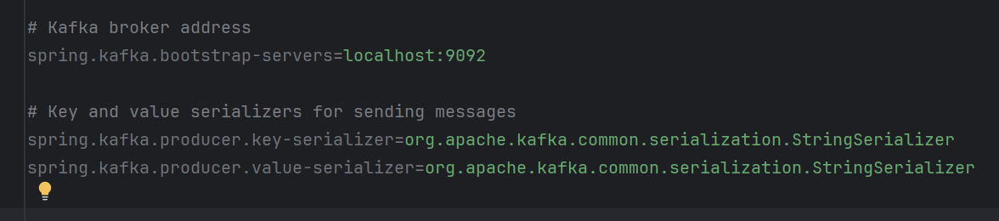 # Kafka broker address
spring.kafka.bootstrap-servers=localhost:9092
# Key and value serializers for sending messages
spring.kafka.producer.key-serializer=org.apache.kafka.common.serialization.StringSerializer
spring.kafka.producer.value-serializer=org.apache.kafka.common.serialization.StringSerializer